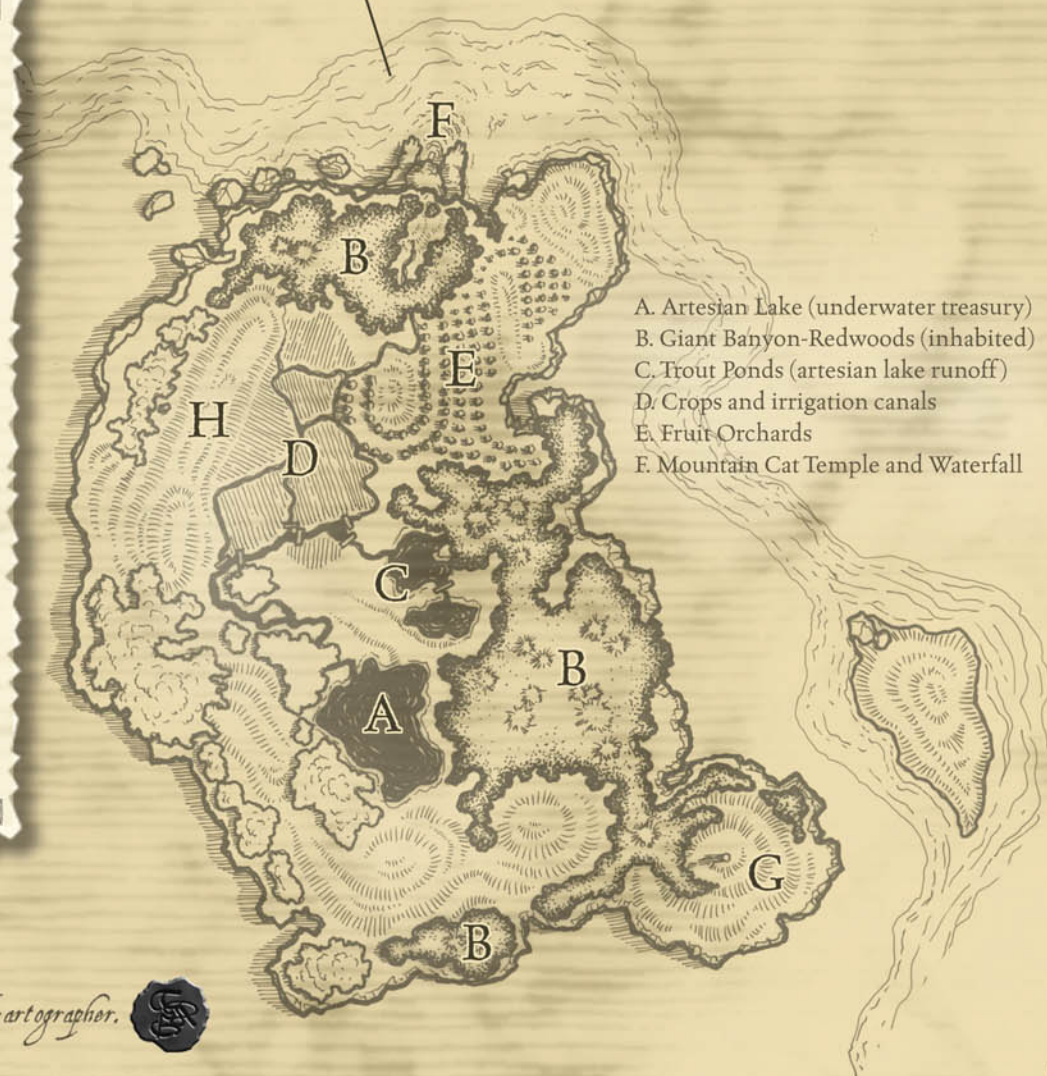 F
B
A. Artesian Lake (underwater treasury)
B. Giant Banyon-Redwoods (inhabited)
C. Trout Ponds (artesian lake runoff)
D. Crops and irrigation canals
E. Fruit Orchards
F. Mountain Cat Temple and Waterfall
E
H
D
C
B
A
G
B
artographer.